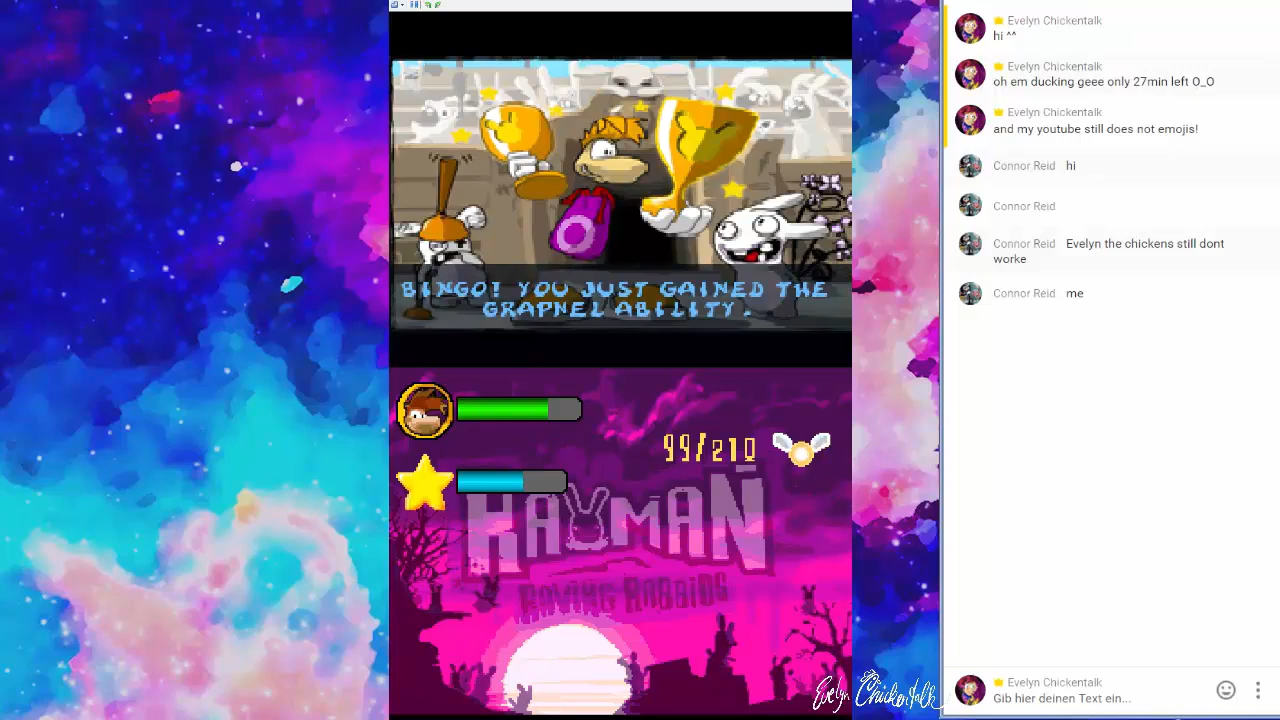 BINGO! YOU JUST GAINED THE
GRAPNEL ABILITY.
99/210
RAYMAN
RAVING RABBIDS
Evelyn Chickentalk
Evelyn Chickentalk
hi ^^
Evelyn Chickentalk
oh em ducking geee only 27min left O_O
Evelyn Chickentalk
and my youtube still does not emojis!
Connor Reid hi
Connor Reid
Connor Reid Evelyn the chickens still dont
worke
Connor Reid me
Evelyn Chickentalk
Gib hier deinen Text ein...